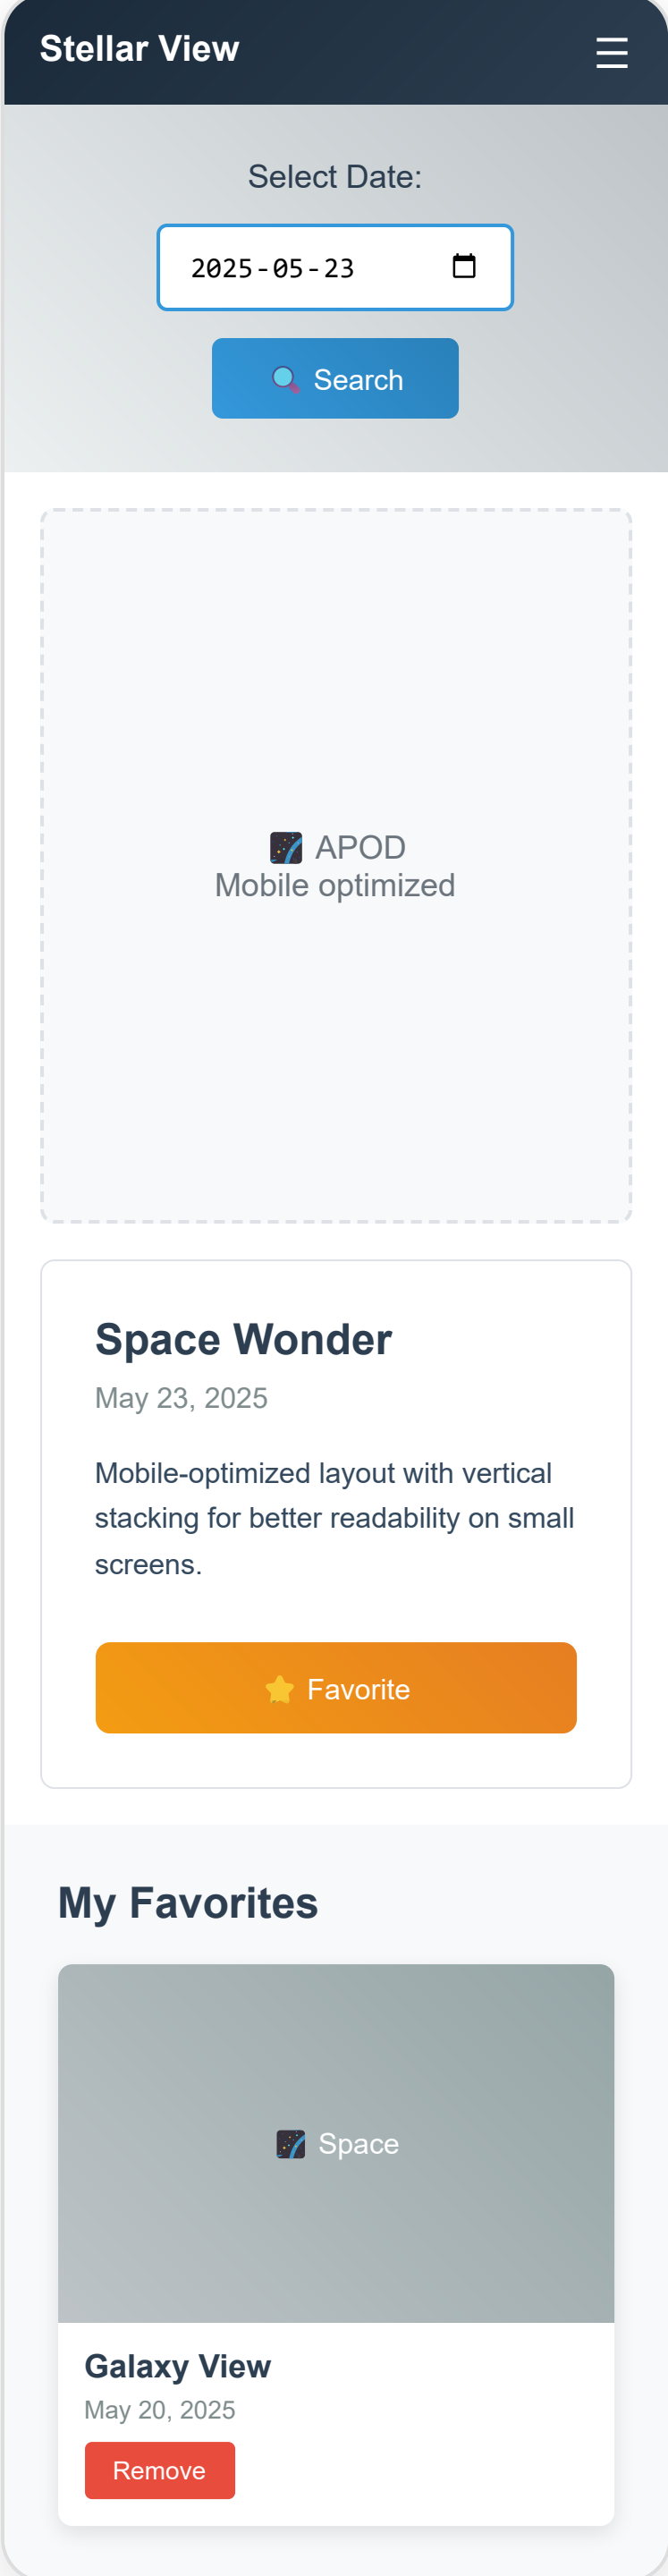 Stellar View
Select Date:
2025-05-23
Search
APOD
Mobile optimized
Space Wonder
May 23, 2025
Mobile-optimized layout with vertical
stacking for better readability on small
screens.
Favorite
My Favorites
Space
Galaxy View
May 20, 2025
Remove